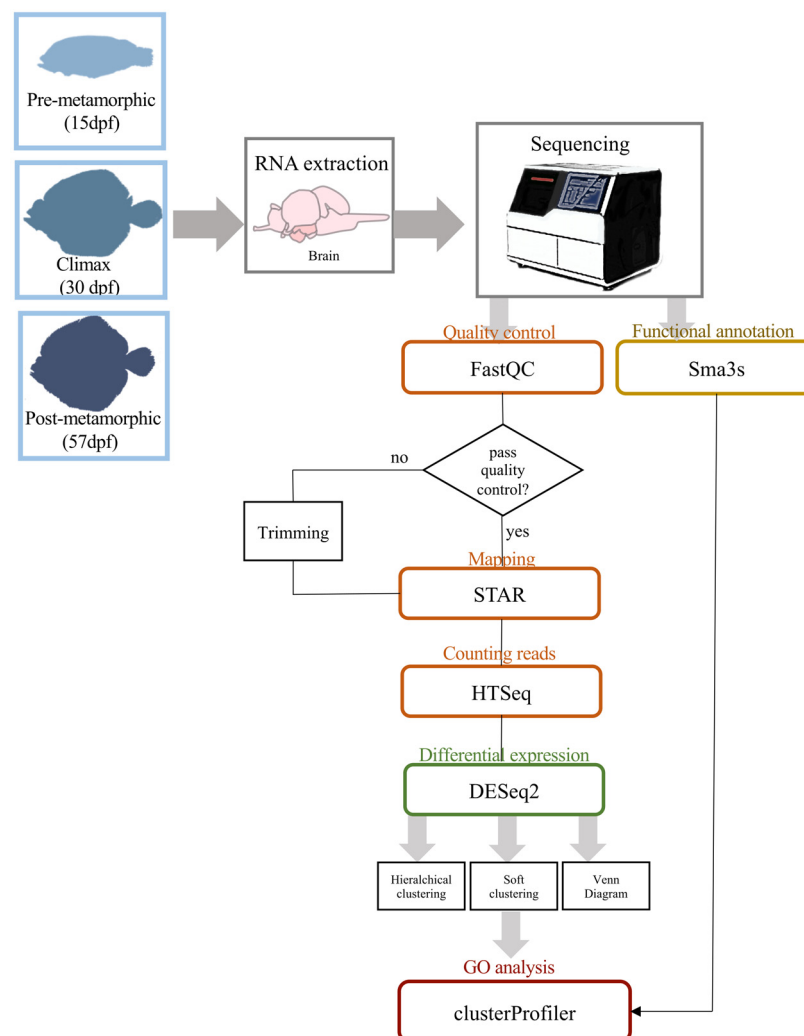 Pre-metamorphic
(15dpf)
Climax
(30 dpf)
Post-metamorphic
(57dpf)
RNA extraction
Brain
Sequencing
Quality control
FastQC
Functional annotation
Sma3s
pass
quality
control?
no
yes
Trimming
Mapping
STAR
Counting reads
HTSeq
Differential expression
DESeq2
Hieralchical
clustering
Soft
clustering
Venn
Diagram
GO analysis
clusterProfiler